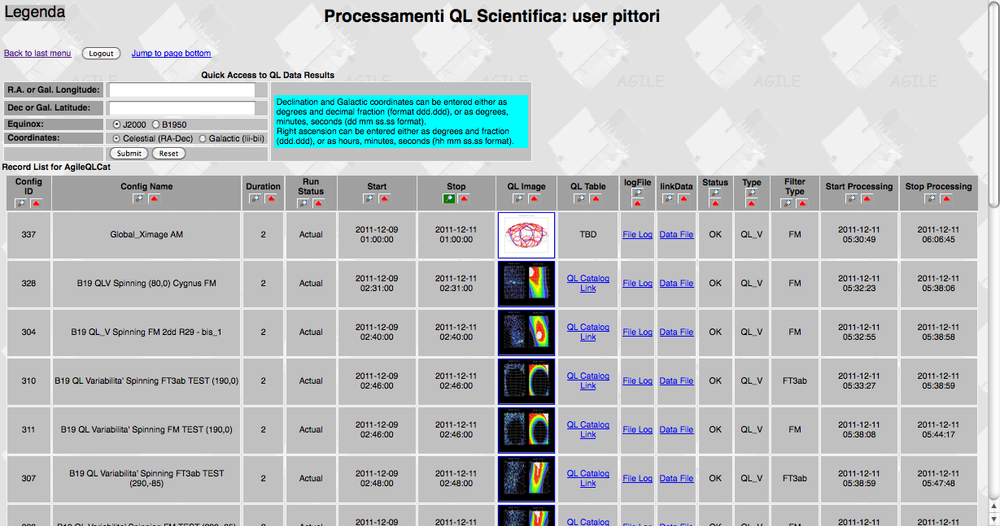 Legenda
Processamenti QL Scientifica: user pittori
Back to last menu Logout Jump to page bottom
Quick Access to QL Data Results
R.A. or Gal. Longitude:
Dec or Gal. Latitude:
Equinox: J2000 B1950
Coordinates: Celestial (RA-Dec) Galactic (lii-bii)
Submit Reset
Declination and Galactic coordinates can be entered either as
degrees and decimal fraction (format ddd.ddd), or as degrees,
minutes, seconds (dd mm ss.ss format).
Right ascension can be entered either as degrees and fraction
(ddd.ddd), or as hours, minutes, seconds (hh mm ss.ss format).
AGILE AGILE AGILE
Record List for AgileQLCat
Config ID Config Name Duration Run Status Start Stop QL Image QL Table logFile linkData Status Type Filter Type Start Processing Stop Processing
337 Global_Ximage AM 2 Actual 2011-12-09 01:00:00 2011-12-11 01:00:00 TBD File Log Data File OK QL_V FM 2011-12-11 05:30:49 2011-12-11 06:06:45
328 B19 QLV Spinning (80,0) Cygnus FM 2 Actual 2011-12-09 02:31:00 2011-12-11 02:31:00 QL Catalog Link File Log Data File OK QL_V FM 2011-12-11 05:32:23 2011-12-11 05:38:06
304 B19 QL_V Spinning FM 2dd R29 - bis_1 2 Actual 2011-12-09 02:40:00 2011-12-11 02:40:00 QL Catalog Link File Log Data File OK QL_V FM 2011-12-11 05:32:55 2011-12-11 05:38:58
310 B19 QL Variabilita' Spinning FT3ab TEST (190,0) 2 Actual 2011-12-09 02:46:00 2011-12-11 02:46:00 QL Catalog Link File Log Data File OK QL_V FT3ab 2011-12-11 05:33:27 2011-12-11 05:38:59
311 B19 QL Variabilita' Spinning FM TEST (190,0) 2 Actual 2011-12-09 02:46:00 2011-12-11 02:46:00 QL Catalog Link File Log Data File OK QL_V FM 2011-12-11 05:38:08 2011-12-11 05:44:17
307 B19 QL Variabilita' Spinning FT3ab TEST (290,-85) 2 Actual 2011-12-09 02:48:00 2011-12-11 02:48:00 QL Catalog Link File Log Data File OK QL_V FT3ab 2011-12-11 05:38:59 2011-12-11 05:47:48
2011-12-09 2011-12-11 QL Catalog 2011-12-11 2011-12-11